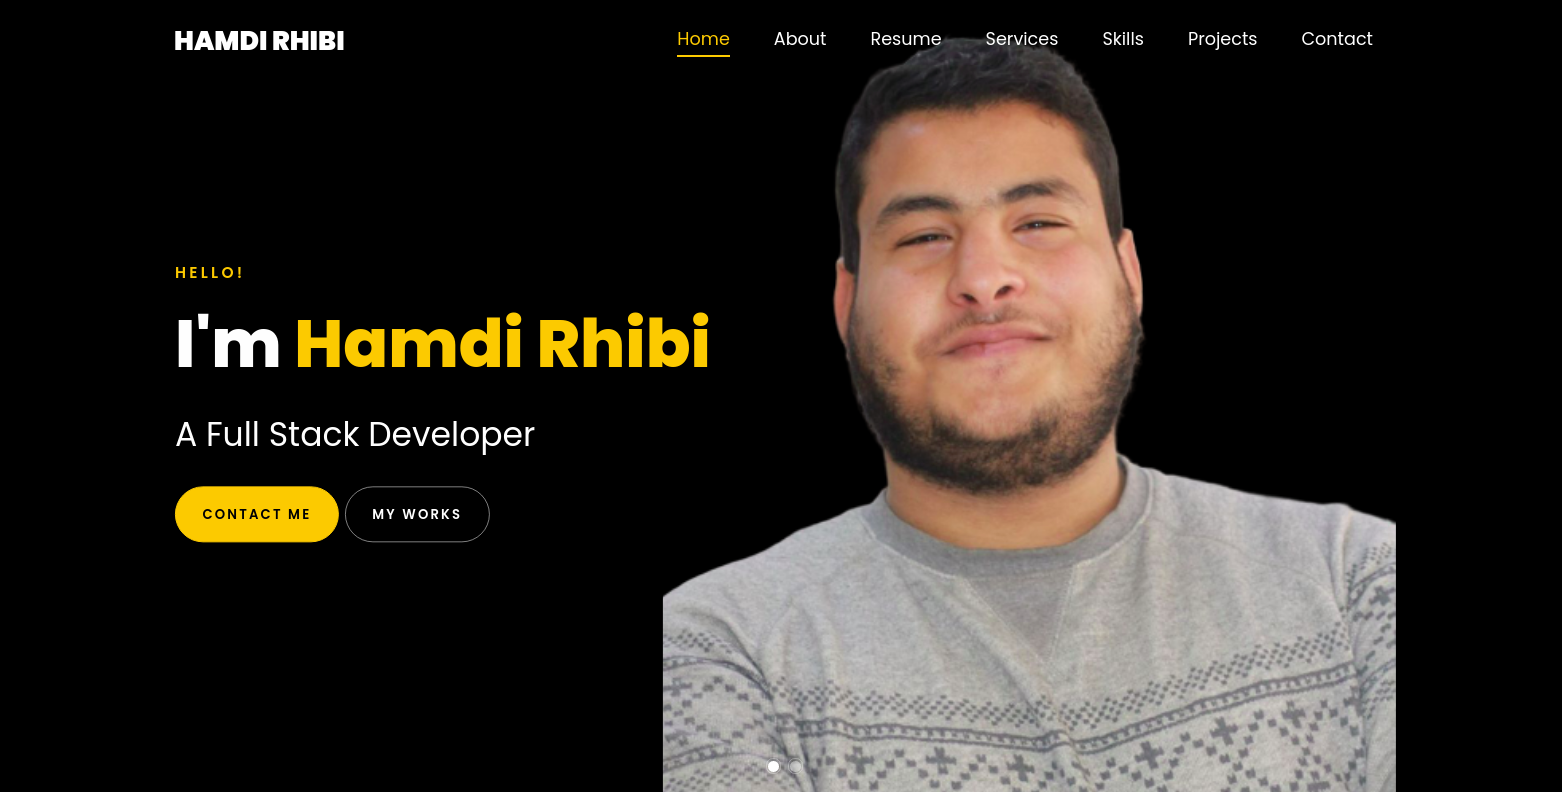 HAMDI RHIBI
Home About Resume Services Skills Projects Contact
HELLO!
I'm Hamdi Rhibi
A Full Stack Developer
CONTACT ME MY WORKS